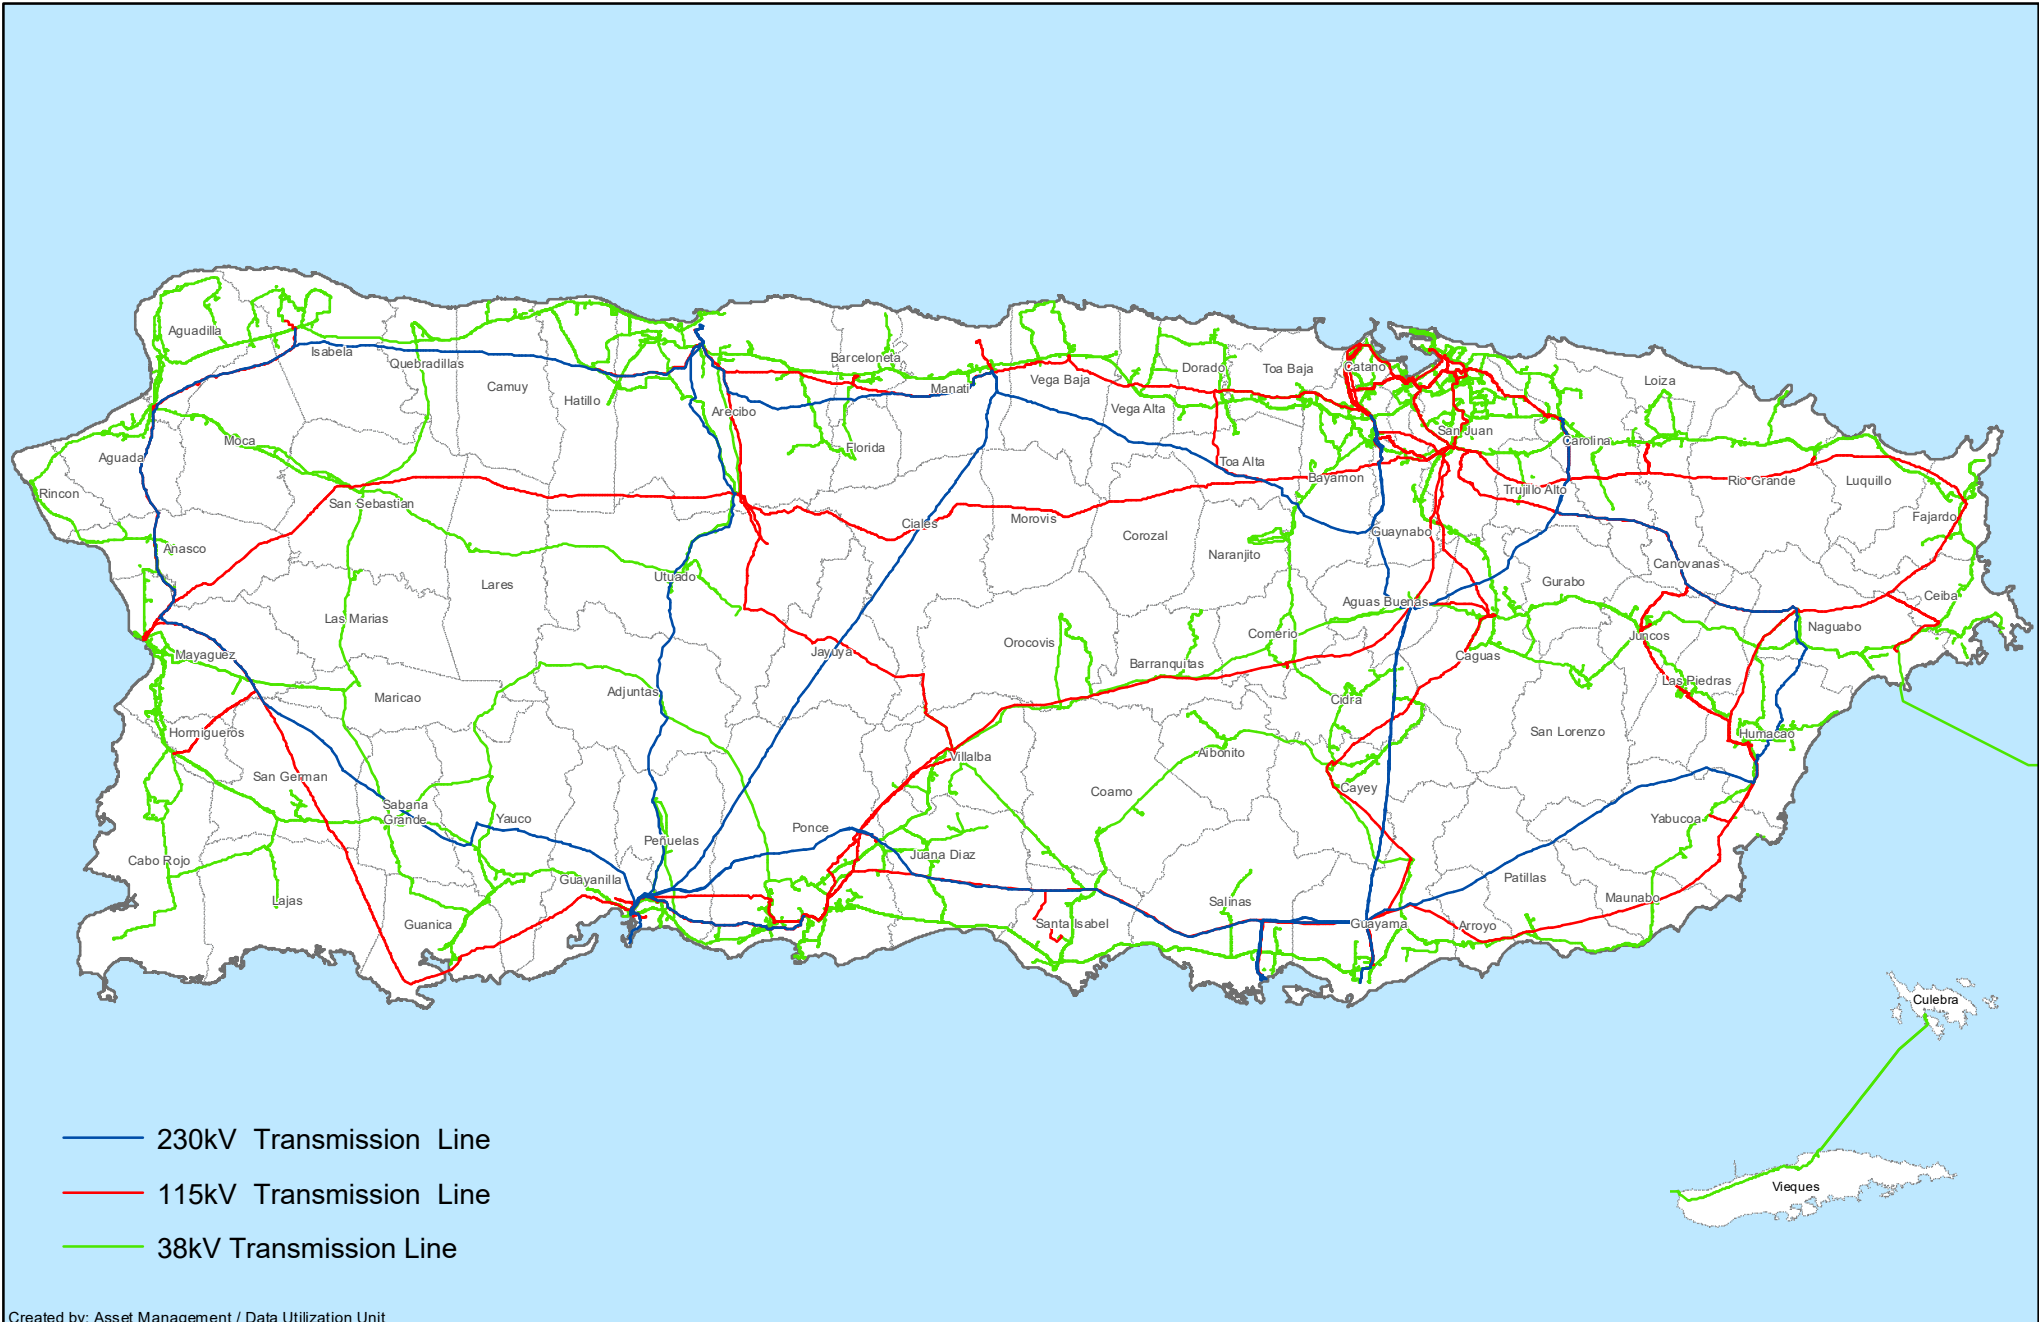 Aguadilla
Isabela
Quebradillas
Camuy
Hatillo
Arecibo
Barceloneta
Manati
Florida
Vega Baja
Vega Alta
Dorado
Toa Baja
Catano
Toa Alta
Bayamon
San Juan
Carolina
Loiza
Trujillo Alto
Rio Grande
Luquillo
Fajardo
Moca
Aguada
Rincon
San Sebastian
Anasco
Lares
Utuado
Ciales
Morovis
Corozal
Naranjito
Guaynabo
Canovanas
Gurabo
Ceiba
Aguas Buenas
Las Marias
Mayaguez
Maricao
Adjuntas
Jayuya
Orocovis
Barranquitas
Comerio
Caguas
Juncos
Naguabo
Las Piedras
Cidra
Hormigueros
San German
Sabana
Grande
Yauco
Peñuelas
Ponce
Villalba
Coamo
Aibonito
Cayey
San Lorenzo
Humacao
Yabucoa
Cabo Rojo
Lajas
Guanica
Guayanilla
Juana Diaz
Santa Isabel
Salinas
Guayama
Arroyo
Patillas
Maunabo
Culebra
Vieques
230kV Transmission Line
115kV Transmission Line
38kV Transmission Line
Created by: Asset Management / Data Utilization Unit